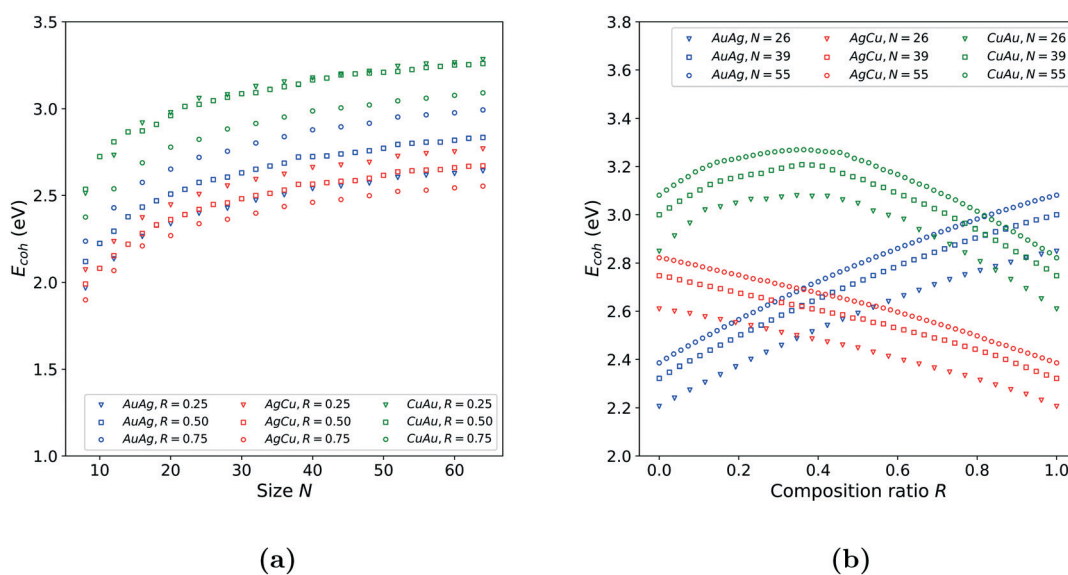 3.5
3.0
2.5
2.0
1.5
1.0
E_coh (eV)
AuAg, R = 0.25 AgCu, R = 0.25 CuAu, R = 0.25
AuAg, R = 0.50 AgCu, R = 0.50 CuAu, R = 0.50
AuAg, R = 0.75 AgCu, R = 0.75 CuAu, R = 0.75
10 20 30 40 50 60
Size N
(a)
3.8
3.6
3.4
3.2
3.0
2.8
2.6
2.4
2.2
2.0
E_coh (eV)
AuAg, N = 26 AgCu, N = 26 CuAu, N = 26
AuAg, N = 39 AgCu, N = 39 CuAu, N = 39
AuAg, N = 55 AgCu, N = 55 CuAu, N = 55
0.0 0.2 0.4 0.6 0.8 1.0
Composition ratio R
(b)